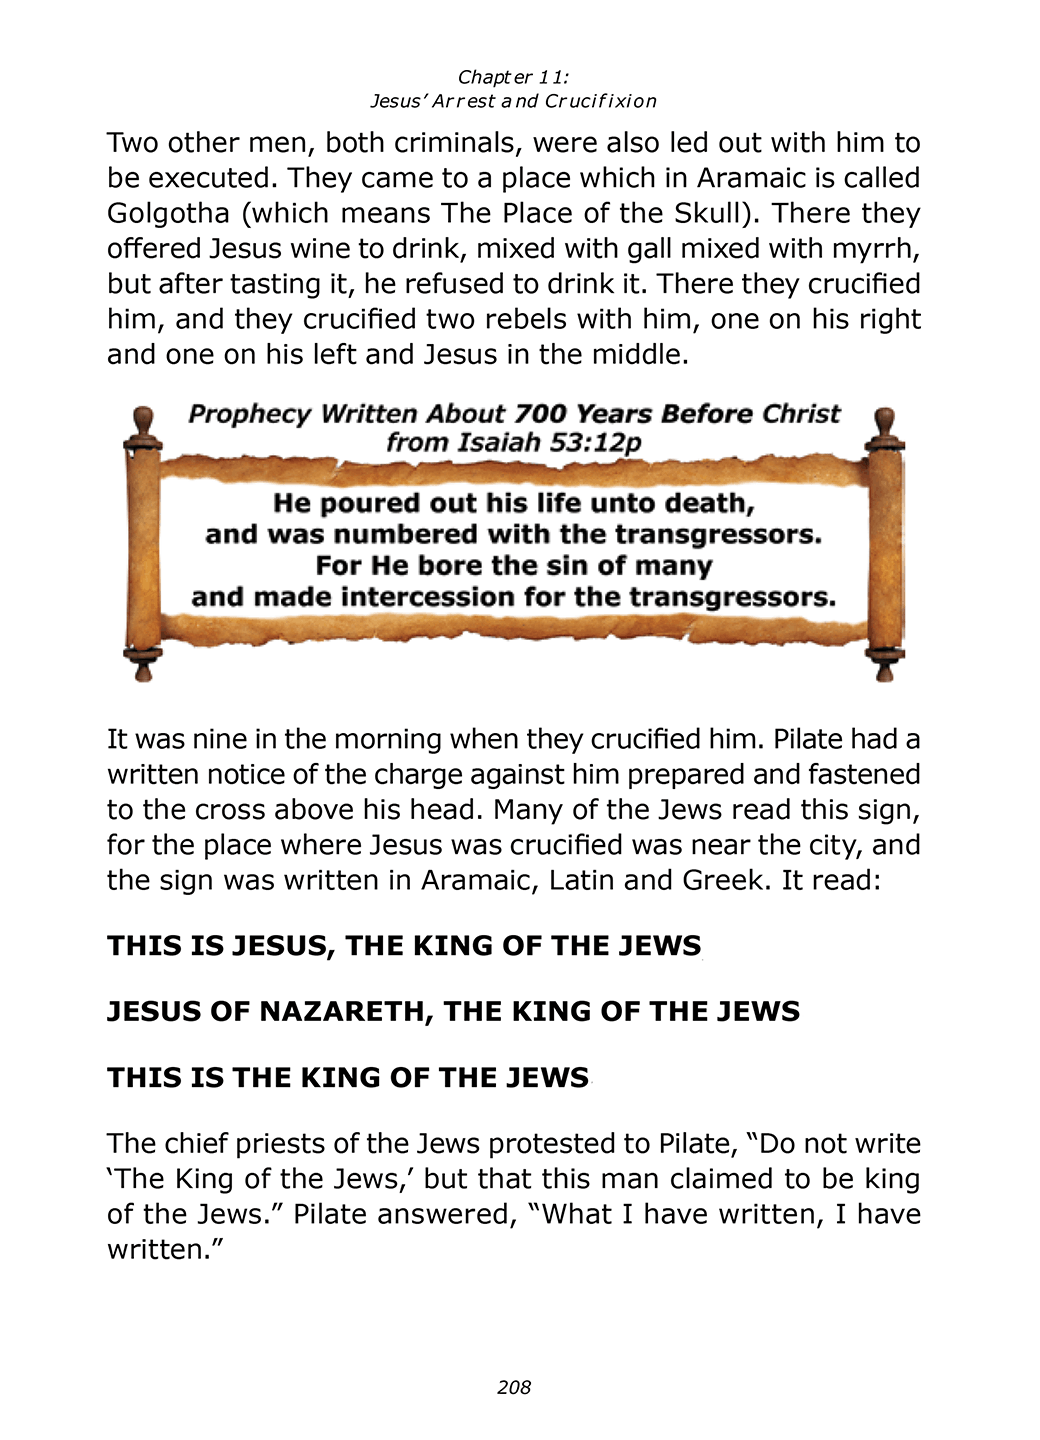 Chapter 11:
Jesus’ Arrest and Crucifixion
Two other men, both criminals, were also led out with him to
be executed. They came to a place which in Aramaic is called
Golgotha (which means The Place of the Skull). There they
offered Jesus wine to drink, mixed with gall mixed with myrrh,
but after tasting it, he refused to drink it. There they crucified
him, and they crucified two rebels with him, one on his right
and one on his left and Jesus in the middle.
Prophecy Written About 700 Years Before Christ
from Isaiah 53:12p
He poured out his life unto death,
and was numbered with the transgressors.
For He bore the sin of many
and made intercession for the transgressors.
It was nine in the morning when they crucified him. Pilate had a
written notice of the charge against him prepared and fastened
to the cross above his head. Many of the Jews read this sign,
for the place where Jesus was crucified was near the city, and
the sign was written in Aramaic, Latin and Greek. It read:
THIS IS JESUS, THE KING OF THE JEWS
JESUS OF NAZARETH, THE KING OF THE JEWS
THIS IS THE KING OF THE JEWS
The chief priests of the Jews protested to Pilate, “Do not write
‘The King of the Jews,’ but that this man claimed to be king
of the Jews.” Pilate answered, “What I have written, I have
written.”
208